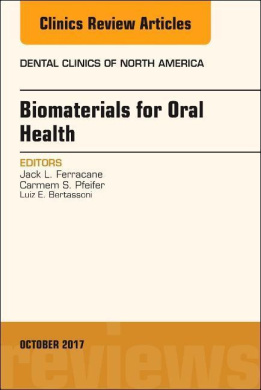 Clinics Review Articles
DENTAL CLINICS OF NORTH AMERICA
Biomaterials for Oral
Health
EDITORS
Jack L. Ferracane
Carmem S. Pfeifer
Luiz E. Bertassoni
OCTOBER 2017
reviews